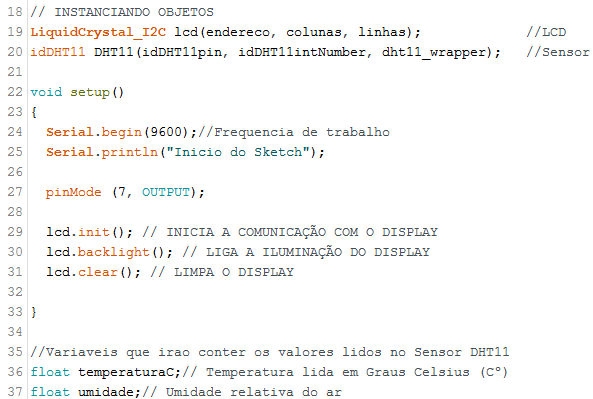 18 // INSTANCIANDO OBJETOS
19 LiquidCrystal_I2C lcd(endereco, colunas, linhas); //LCD
20 idDHT11 DHT11(idDHT11pin, idDHT11intNumber, dht11_wrapper); //Sensor
21
22 void setup()
23 {
24 Serial.begin(9600);//Frequencia de trabalho
25 Serial.println("Inicio do Sketch");
26
27 pinMode (7, OUTPUT);
28
29 lcd.init(); // INICIA A COMUNICAÇÃO COM O DISPLAY
30 lcd.backlight(); // LIGA A ILUMINAÇÃO DO DISPLAY
31 lcd.clear(); // LIMPA O DISPLAY
32
33 }
34
35 //Variaveis que irao conter os valores lidos no Sensor DHT11
36 float temperaturaC;// Temperatura lida em Graus Celsius (C°)
37 float umidade;// Umidade relativa do ar